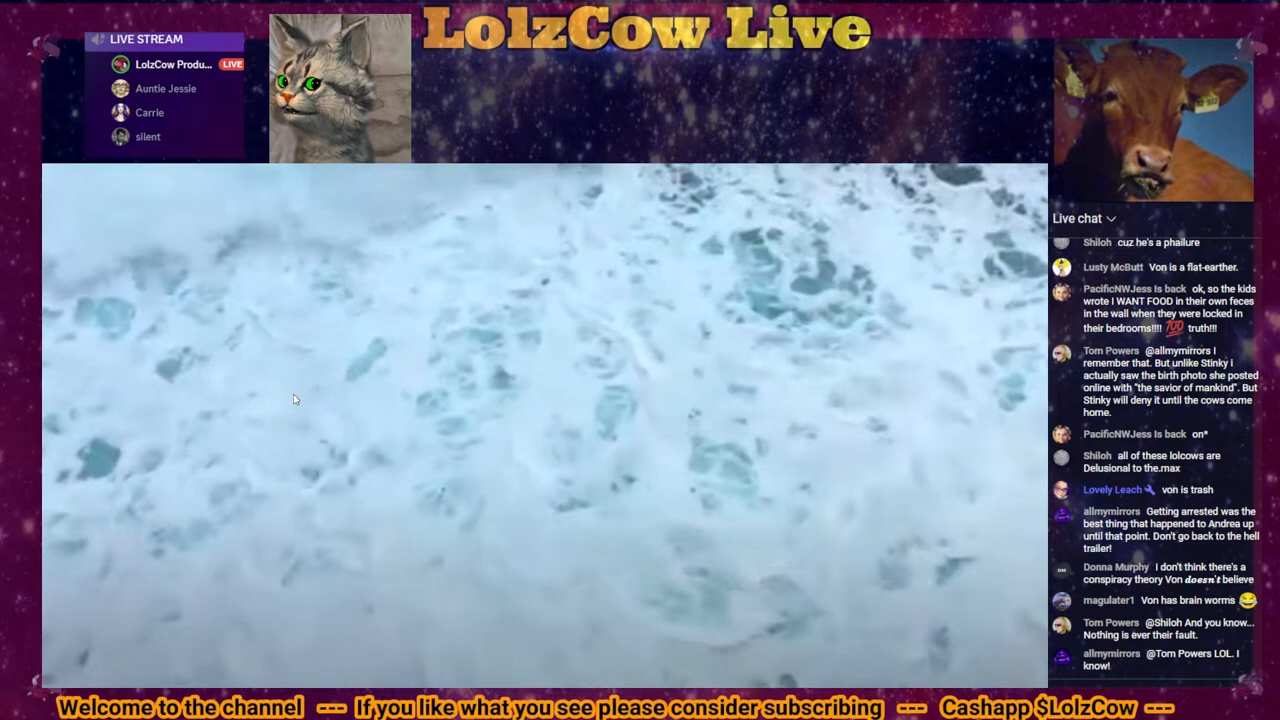 LolzCow Live
LIVE STREAM
LolzCow Produ... LIVE
Auntie Jessie
Carrie
silent
Live chat
Shiloh cuz he's a phailure
Lusty McButt Von is a flat-earther.
PacificNWJess Is back ok, so the kids
wrote I WANT FOOD in their own feces
in the wall when they were locked in
their bedrooms!!!! 💯 truth!!!
Tom Powers @allmymirrors I
remember that. But unlike Stinky i
actually saw the birth photo she posted
online with "the savior of mankind". But
Stinky will deny it until the cows come
home.
PacificNWJess Is back on*
Shiloh all of these lolcows are
Delusional to the.max
Lovely Leach von is trash
allmymirrors Getting arrested was the
best thing that happened to Andrea up
until that point. Don't go back to the hell
trailer!
Donna Murphy I don't think there's a
conspiracy theory Von doesn't believe
magulater1 Von has brain worms 😂
Tom Powers @Shiloh And you know...
Nothing is ever their fault.
allmymirrors @Tom Powers LOL. I
know!
Welcome to the channel --- If you like what you see please consider subscribing --- Cashapp $LolzCow ---